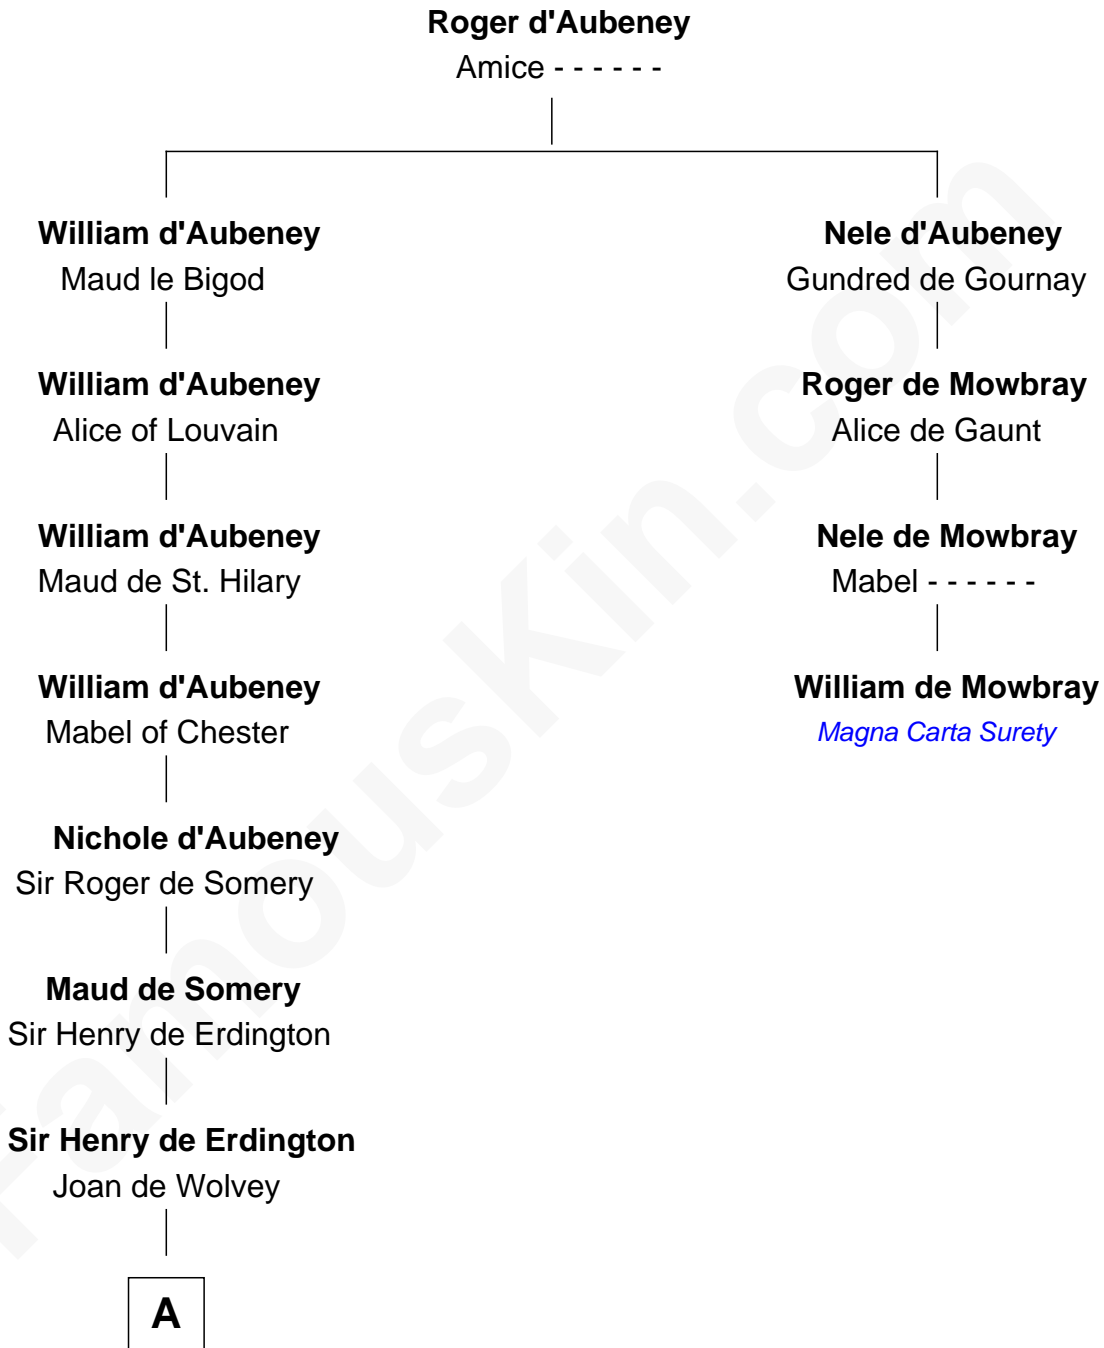 Roger d'Aubeney
Amice - - - - - -
William d'Aubeney
Maud le Bigod
William d'Aubeney
Alice of Louvain
William d'Aubeney
Maud de St. Hilary
William d'Aubeney
Mabel of Chester
Nichole d'Aubeney
Sir Roger de Somery
Maud de Somery
Sir Henry de Erdington
Sir Henry de Erdington
Joan de Wolvey
A
Nele d'Aubeney
Gundred de Gournay
Roger de Mowbray
Alice de Gaunt
Nele de Mowbray
Mabel - - - - - -
William de Mowbray
Magna Carta Surety
FamousKin.com